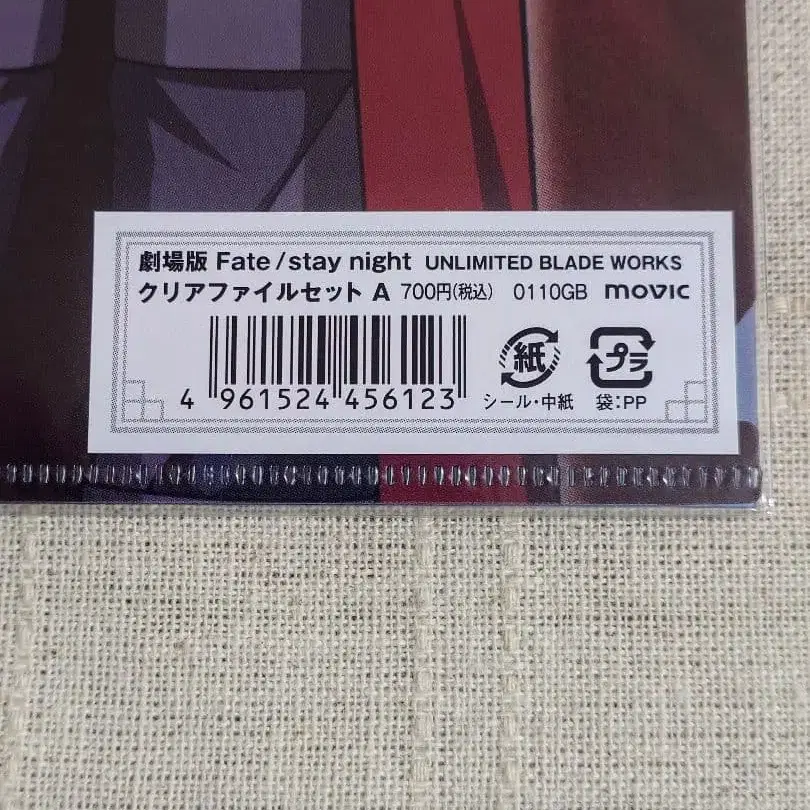 劇場版 Fate/stay night UNLIMITED BLADE WORKS
クリアファイルセット A 700円(税込) 0110GB movic
4 961524 456123
紙
シール・中紙
プラ
袋:PP